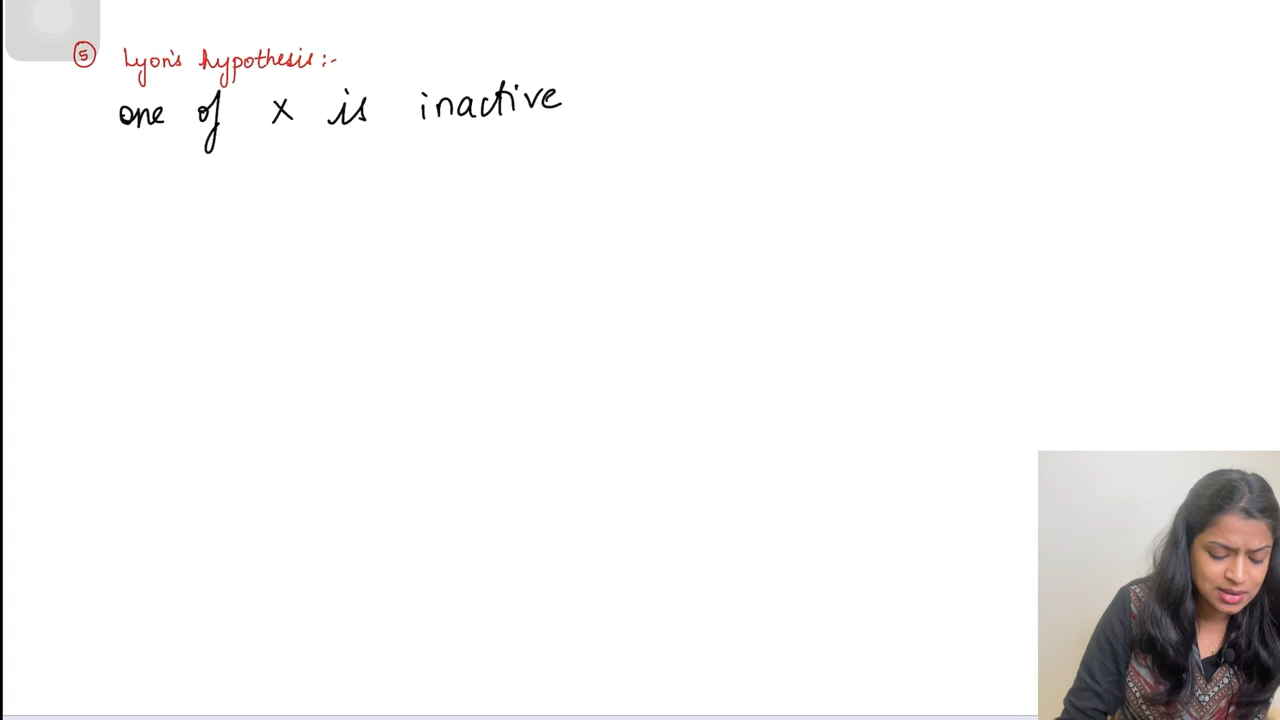 ⑤ Lyon's hypothesis:-
one of X is inactive